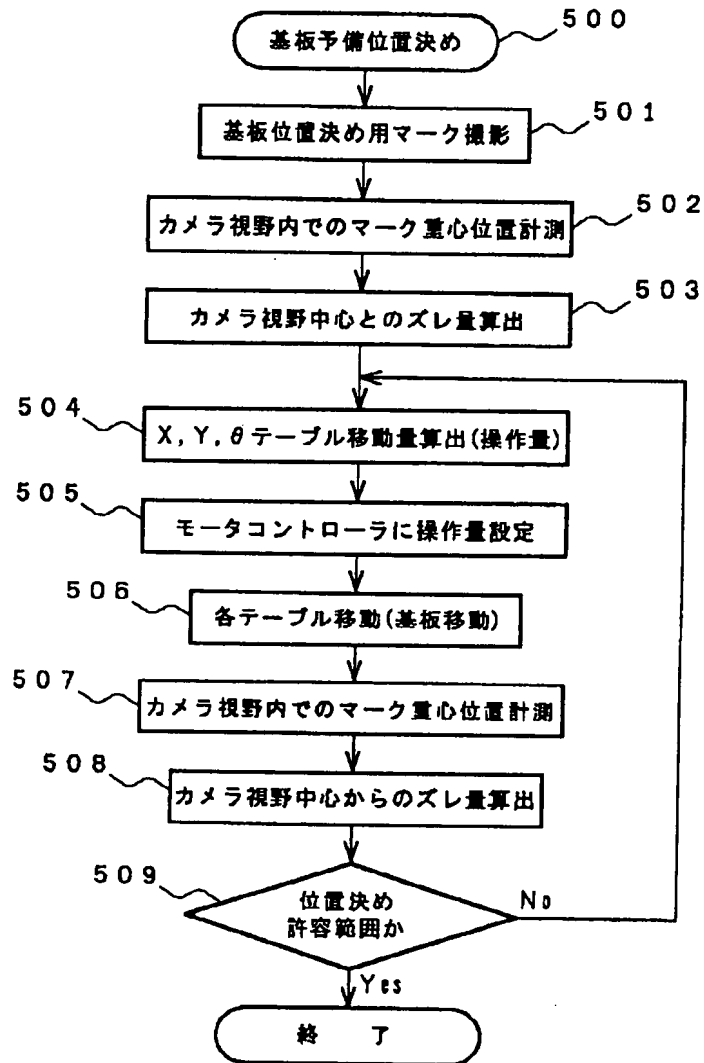 基板予備位置決め
500
基板位置決め用マーク撮影
501
カメラ視野内でのマーク重心位置計測
502
カメラ視野中心とのズレ量算出
503
504
X,Y,θテーブル移動量算出(操作量)
505
モータコントローラに操作量設定
506
各テーブル移動(基板移動)
507
カメラ視野内でのマーク重心位置計測
508
カメラ視野中心からのズレ量算出
509
位置決め
許容範囲か
No
Yes
終 了